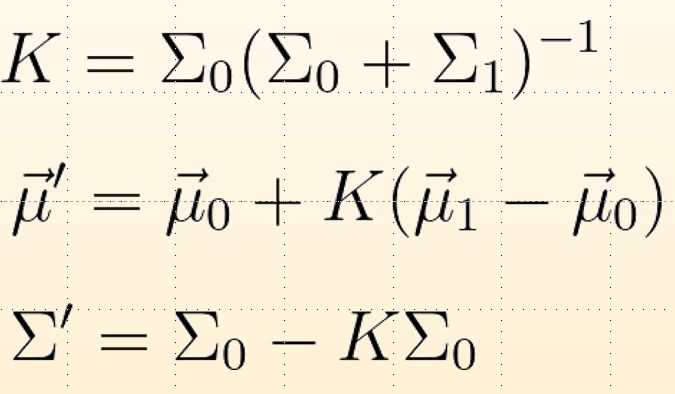 K = Σ₀(Σ₀ + Σ₁)⁻¹
μ⃗′ = μ⃗₀ + K(μ⃗₁ − μ⃗₀)
Σ′ = Σ₀ − KΣ₀